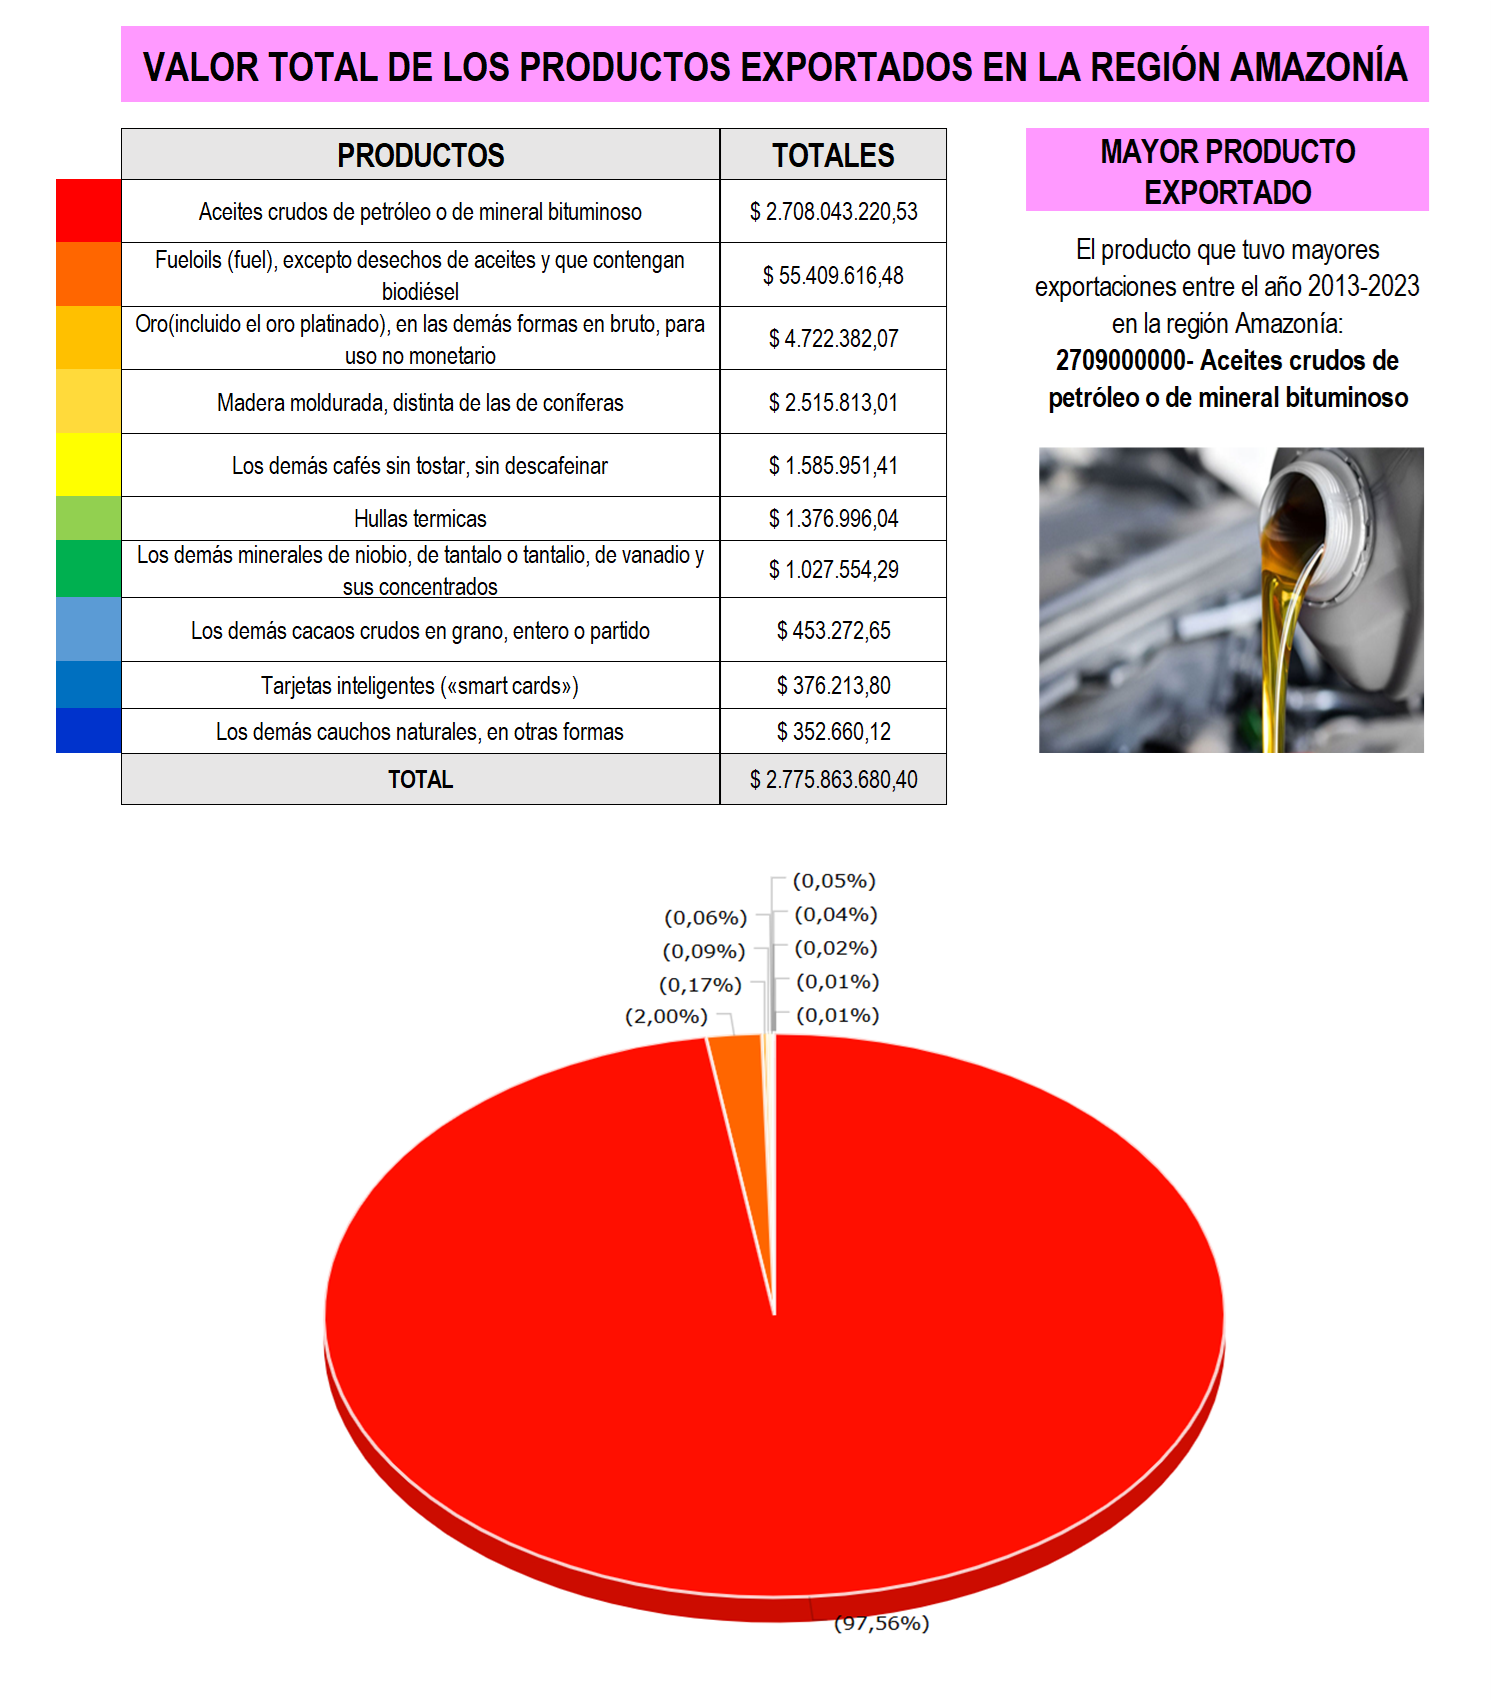 VALOR TOTAL DE LOS PRODUCTOS EXPORTADOS EN LA REGIÓN AMAZONÍA
PRODUCTOS TOTALES
Aceites crudos de petróleo o de mineral bituminoso $ 2.708.043.220,53
Fueloils (fuel), excepto desechos de aceites y que contengan
biodiésel $ 55.409.616,48
Oro(incluido el oro platinado), en las demás formas en bruto, para
uso no monetario $ 4.722.382,07
Madera moldurada, distinta de las de coníferas $ 2.515.813,01
Los demás cafés sin tostar, sin descafeinar $ 1.585.951,41
Hullas termicas $ 1.376.996,04
Los demás minerales de niobio, de tantalo o tantalio, de vanadio y
sus concentrados $ 1.027.554,29
Los demás cacaos crudos en grano, entero o partido $ 453.272,65
Tarjetas inteligentes («smart cards») $ 376.213,80
Los demás cauchos naturales, en otras formas $ 352.660,12
TOTAL $ 2.775.863.680,40
MAYOR PRODUCTO
EXPORTADO
El producto que tuvo mayores
exportaciones entre el año 2013-2023
en la región Amazonía:
2709000000- Aceites crudos de
petróleo o de mineral bituminoso
(0,05%)
(0,06%) (0,04%)
(0,09%) (0,02%)
(0,17%) (0,01%)
(2,00%) (0,01%)
(97,56%)